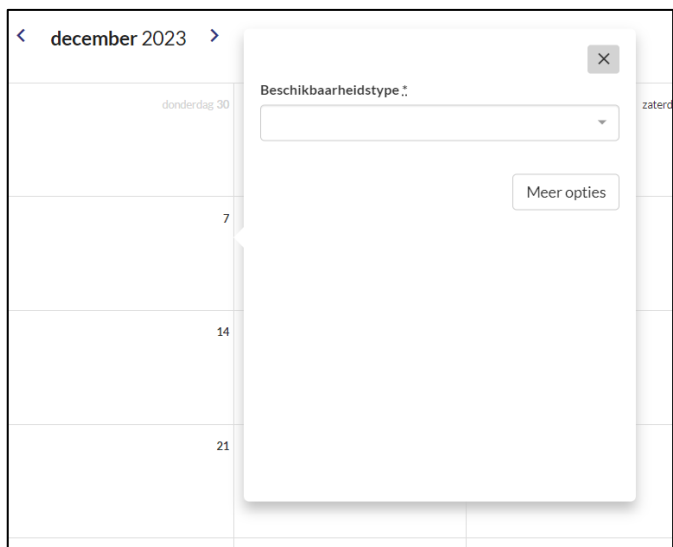 december 2023
donderdag 30
Beschikbaarheidstype *
zaterd
Meer opties
7
14
21